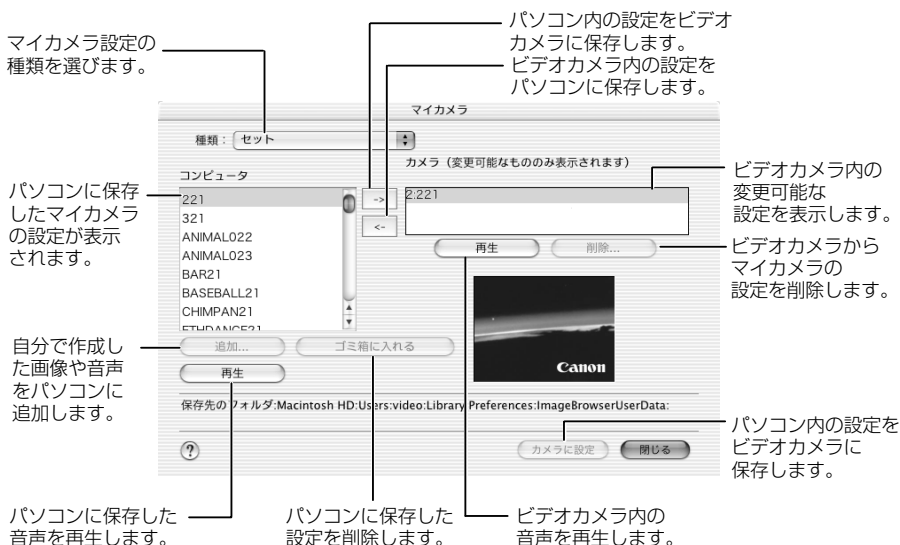 パソコン内の設定をビデオ
カメラに保存します。
マイカメラ設定の
種類を選びます。
ビデオカメラ内の設定を
パソコンに保存します。
マイカメラ
種類：セット
カメラ（変更可能なもののみ表示されます）
コンピュータ
パソコンに保存
したマイカメラ
の設定が表示
されます。
221
321
ANIMAL022
ANIMAL023
BAR21
BASEBALL21
CHIMPAN21
ETHDANCE21
->
<-
2:221
再生
削除...
ビデオカメラ内の
変更可能な
設定を表示します。
ビデオカメラから
マイカメラの
設定を削除します。
Canon
自分で作成し
た画像や音声
をパソコンに
追加します。
追加...
ゴミ箱に入れる
再生
保存先のフォルダ:Macintosh HD:Users:video:Library Preferences:ImageBrowserUserData:
?
カメラに設定
閉じる
パソコン内の設定を
ビデオカメラに
保存します。
パソコンに保存した
音声を再生します。
パソコンに保存した
設定を削除します。
ビデオカメラ内の
音声を再生します。